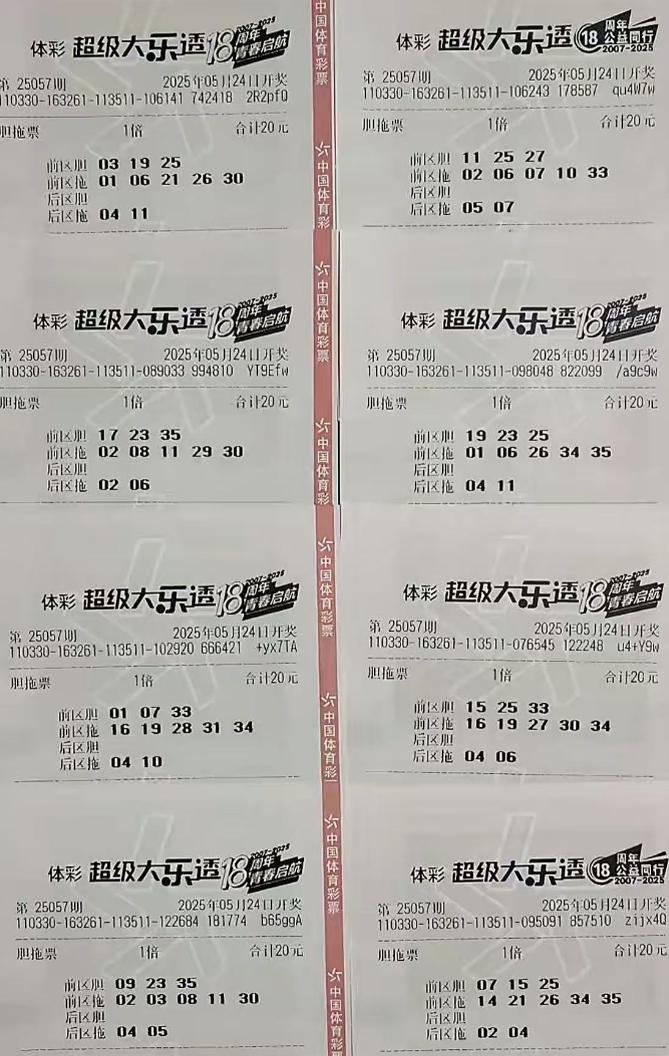 体彩 超级大乐透 18周年 青春启航 2007-2025
第 25057期 2025年05月24日开奖
110330-163261-113511-106141 742418 2R2pfQ
胆拖票 1倍 合计20元
前区胆 03 19 25
前区拖 01 06 21 26 30
后区胆
后区拖 04 11
体彩 超级大乐透 18周年 公益同行 2007-2025
第 25057期 2025年05月24日开奖
110330-163261-113511-106243 178587 qu4W7w
胆拖票 1倍 合计20元
前区胆 11 25 27
前区拖 02 06 07 10 33
后区胆
后区拖 05 07
体彩 超级大乐透 18周年 青春启航 2007-2025
第 25057期 2025年05月24日开奖
110330-163261-113511-089033 994810 YT9Efw
胆拖票 1倍 合计20元
前区胆 17 23 35
前区拖 02 08 11 29 30
后区胆
后区拖 02 06
体彩 超级大乐透 18周年 青春启航 2007-2025
第 25057期 2025年05月24日开奖
110330-163261-113511-098048 822099 /a9c9w
胆拖票 1倍 合计20元
前区胆 19 23 25
前区拖 01 06 26 34 35
后区胆
后区拖 04 11
体彩 超级大乐透 18周年 青春启航 2007-2025
第 25057期 2025年05月24日开奖
110330-163261-113511-102920 666421 +yx7TA
胆拖票 1倍 合计20元
前区胆 01 07 33
前区拖 16 19 28 31 34
后区胆
后区拖 04 10
体彩 超级大乐透 18周年 青春启航 2007-2025
第 25057期 2025年05月24日开奖
110330-163261-113511-076545 122248 u4+Y9w
胆拖票 1倍 合计20元
前区胆 15 25 33
前区拖 16 19 27 30 34
后区胆
后区拖 04 06
体彩 超级大乐透 18周年 青春启航 2007-2025
第 25057期 2025年05月24日开奖
110330-163261-113511-122684 181774 b65ggA
胆拖票 1倍 合计20元
前区胆 09 23 35
前区拖 02 03 08 11 30
后区胆
后区拖 04 05
体彩 超级大乐透 18周年 公益同行 2007-2025
第 25057期 2025年05月24日开奖
110330-163261-113511-095091 857510 zijx4Q
胆拖票 1倍 合计20元
前区胆 07 15 25
前区拖 14 21 26 34 35
后区胆
后区拖 02 04
中国体育彩票
中国体育彩
中国体育彩票
中国体育彩
中国体育彩票
中国体育彩
中国体育彩票
中国体育彩票